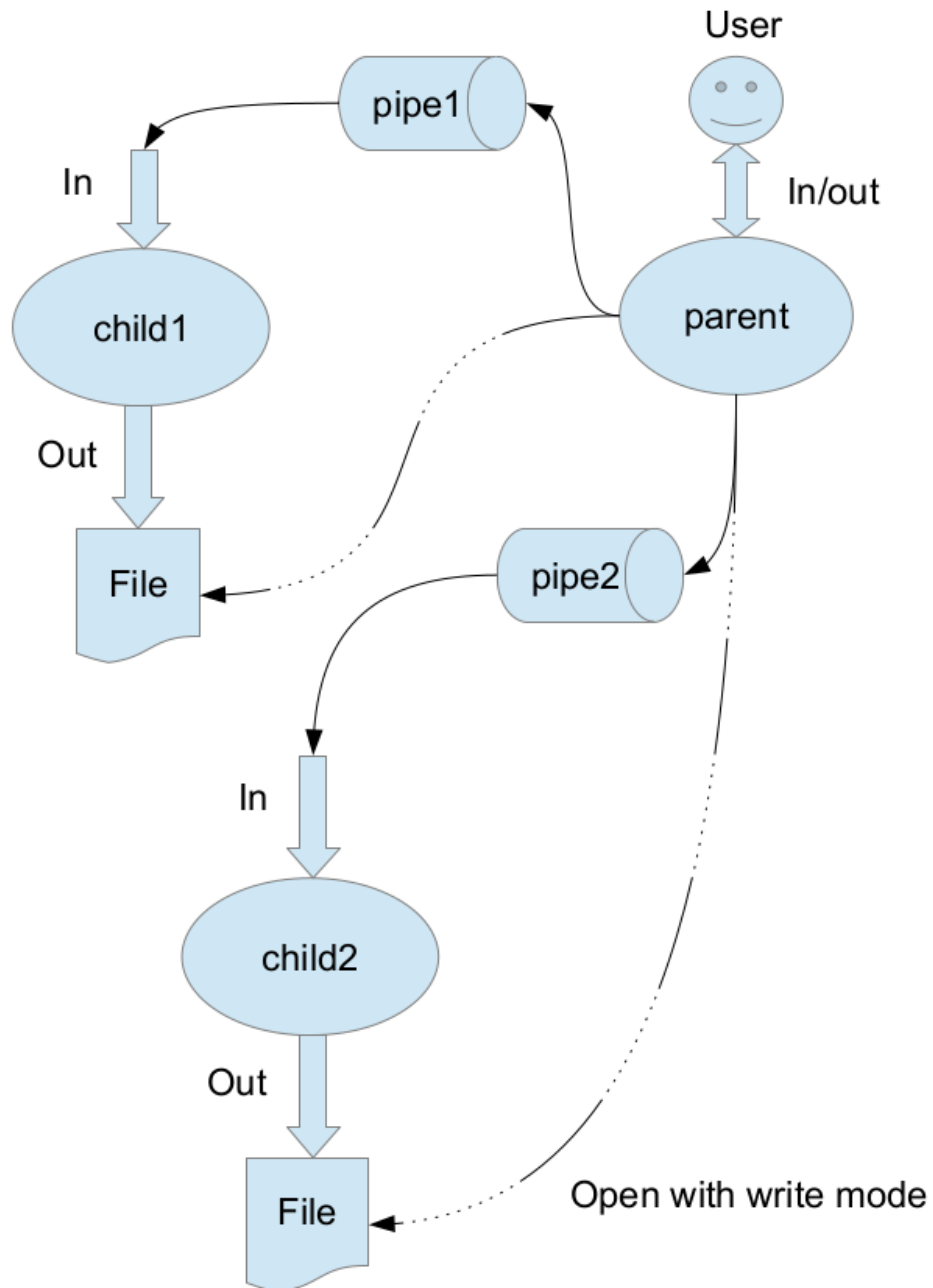 User
pipe1
In
In/out
child1
parent
Out
File
pipe2
In
child2
Out
File
Open with write mode